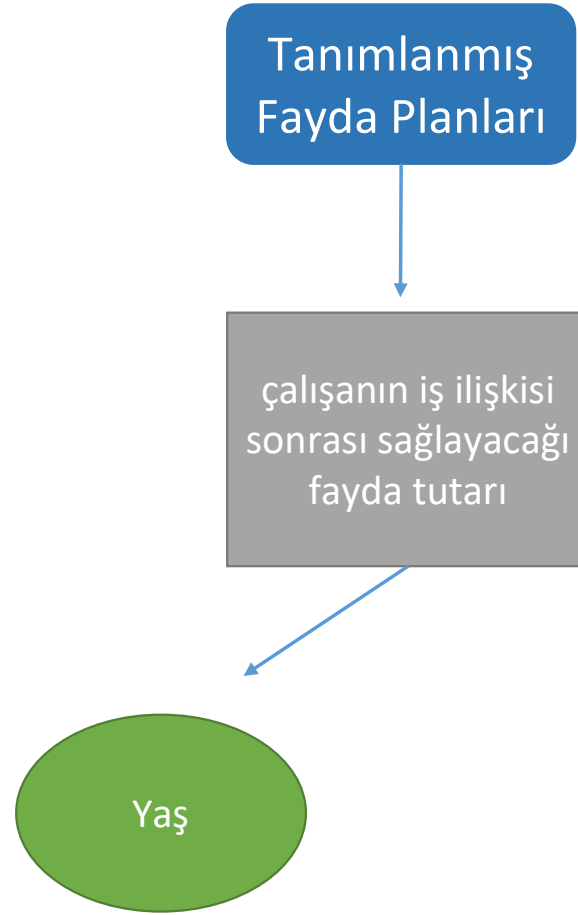 Tanımlanmış
Fayda Planları
çalışanın iş ilişkisi
sonrası sağlayacağı
fayda tutarı
Yaş